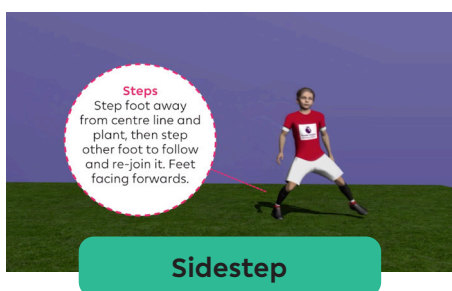 Steps
Step foot away
from centre line and
plant, then step
other foot to follow
and re-join it. Feet
facing forwards.
Sidestep